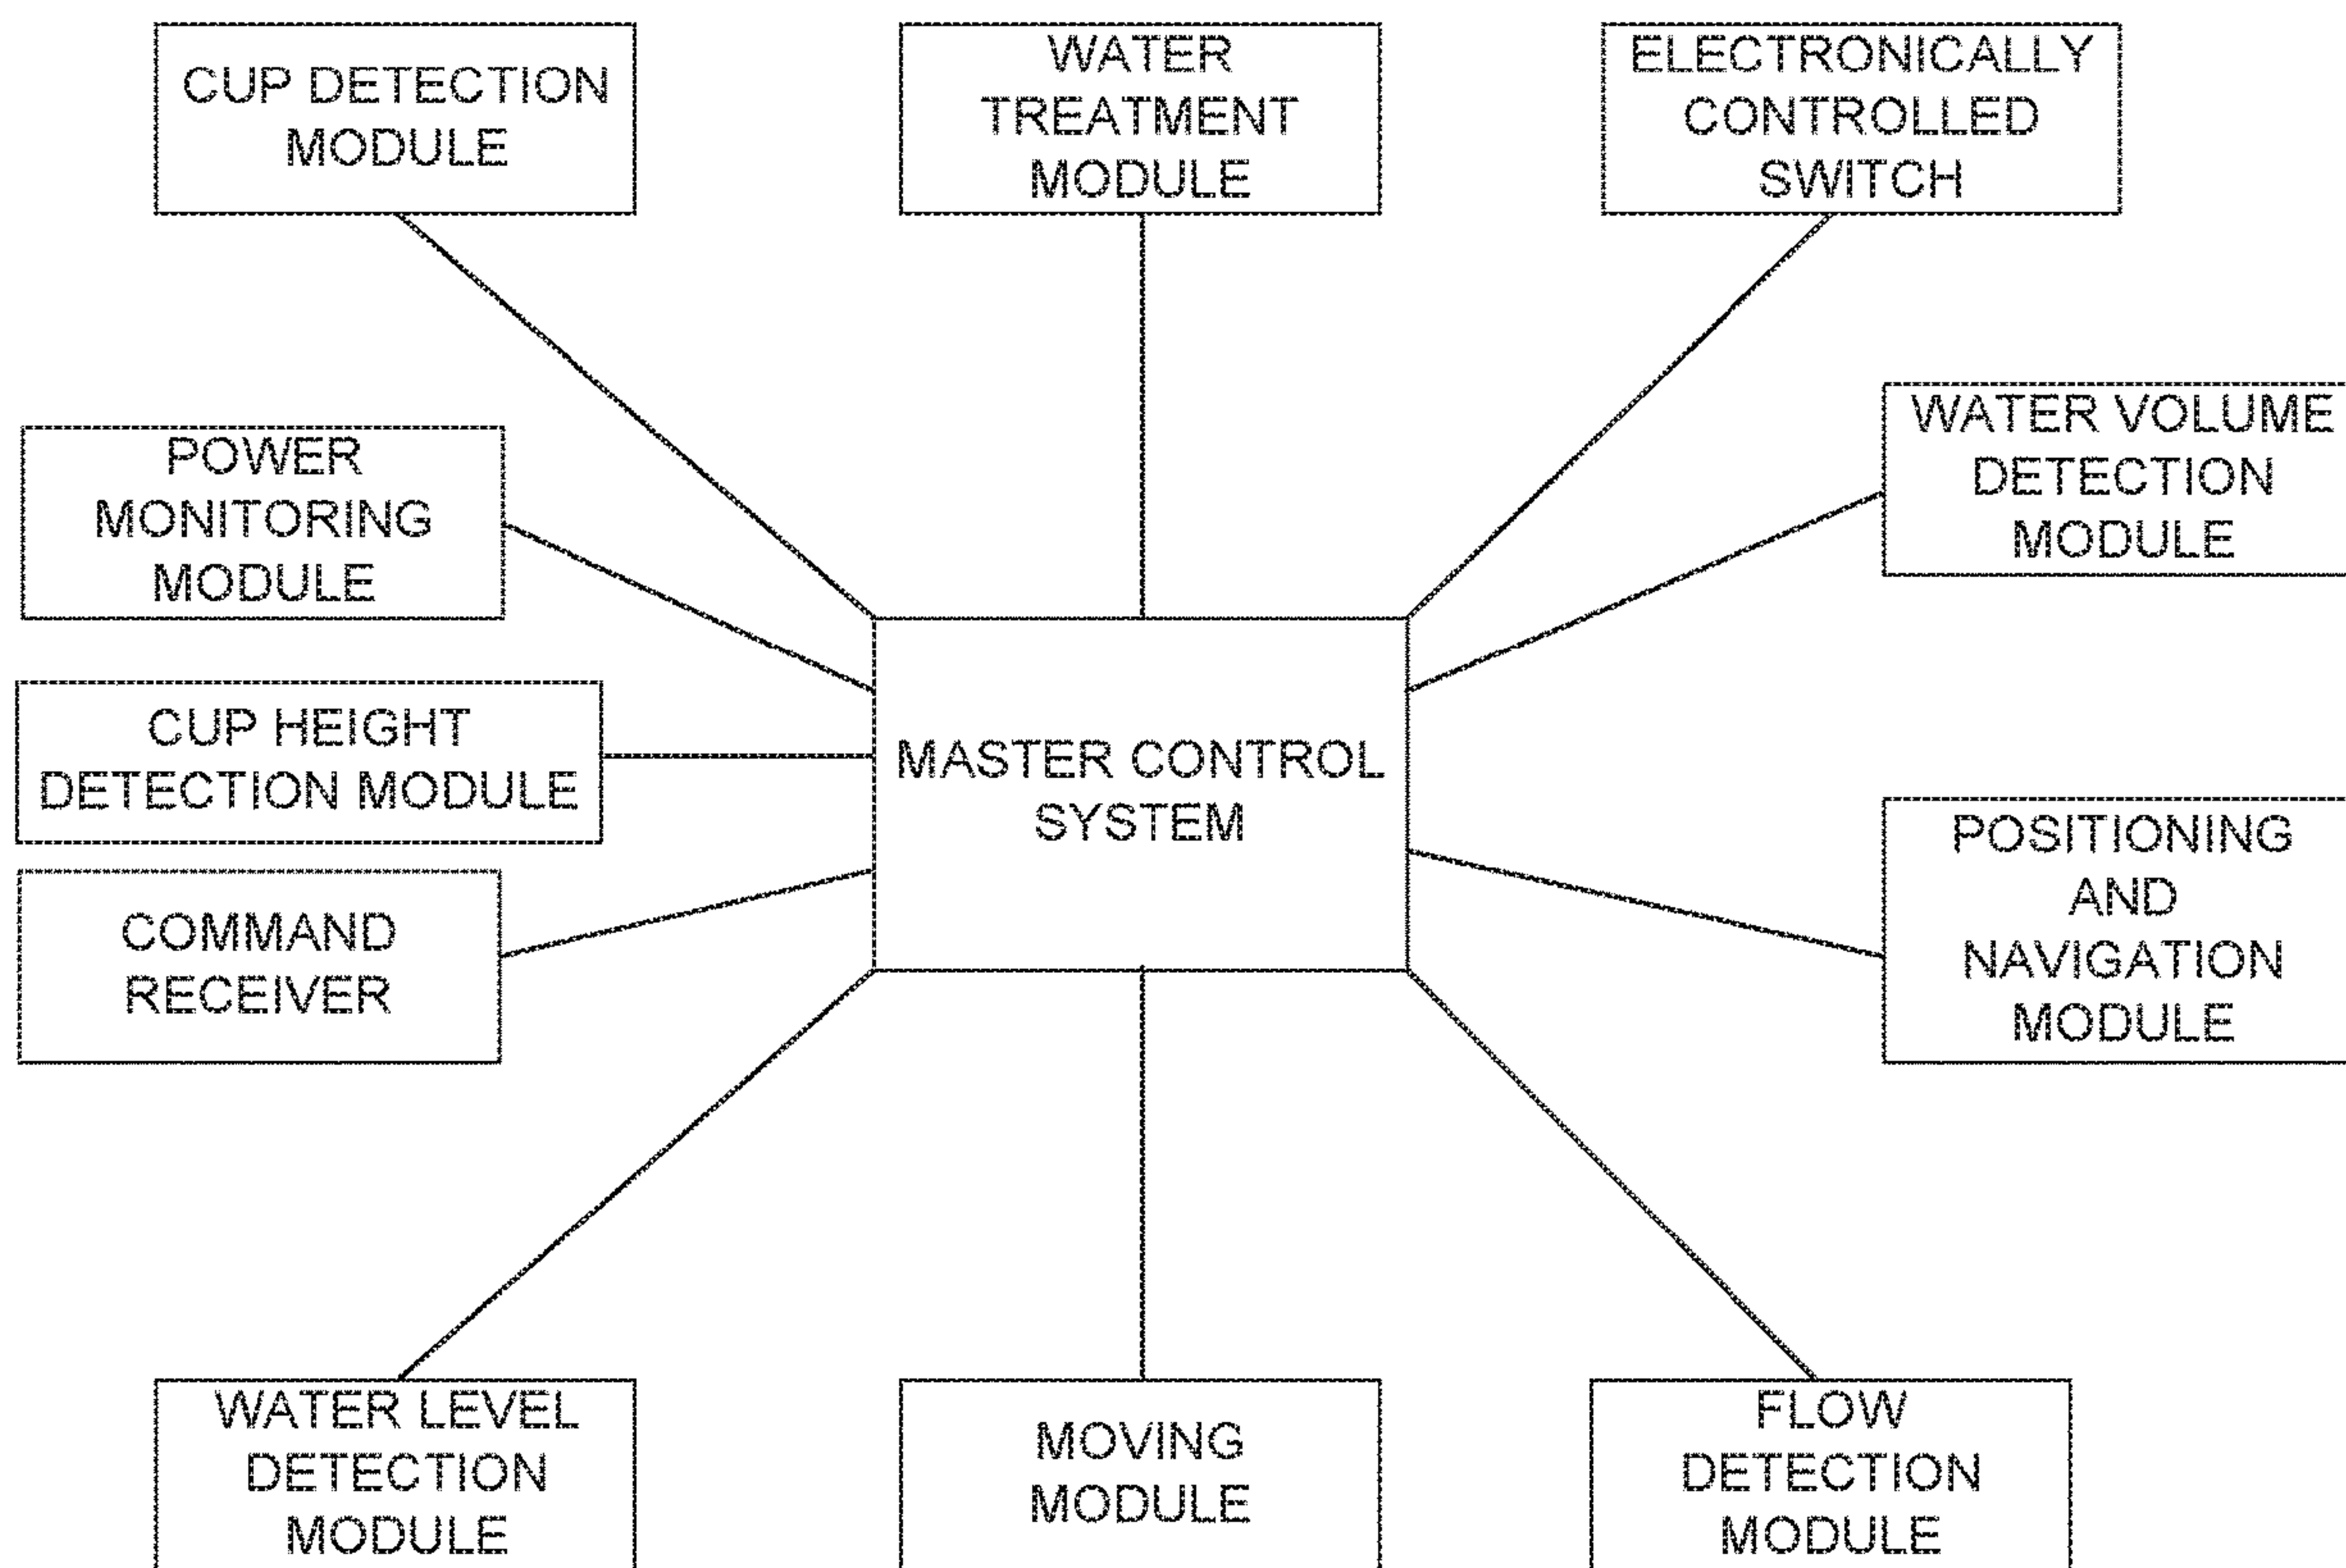 CUP DETECTION
MODULE
WATER
TREATMENT
MODULE
ELECTRONICALLY
CONTROLLED
SWITCH
POWER
MONITORING
MODULE
WATER VOLUME
DETECTION
MODULE
CUP HEIGHT
DETECTION MODULE
MASTER CONTROL
SYSTEM
POSITIONING
AND
NAVIGATION
MODULE
COMMAND
RECEIVER
WATER LEVEL
DETECTION
MODULE
MOVING
MODULE
FLOW
DETECTION
MODULE